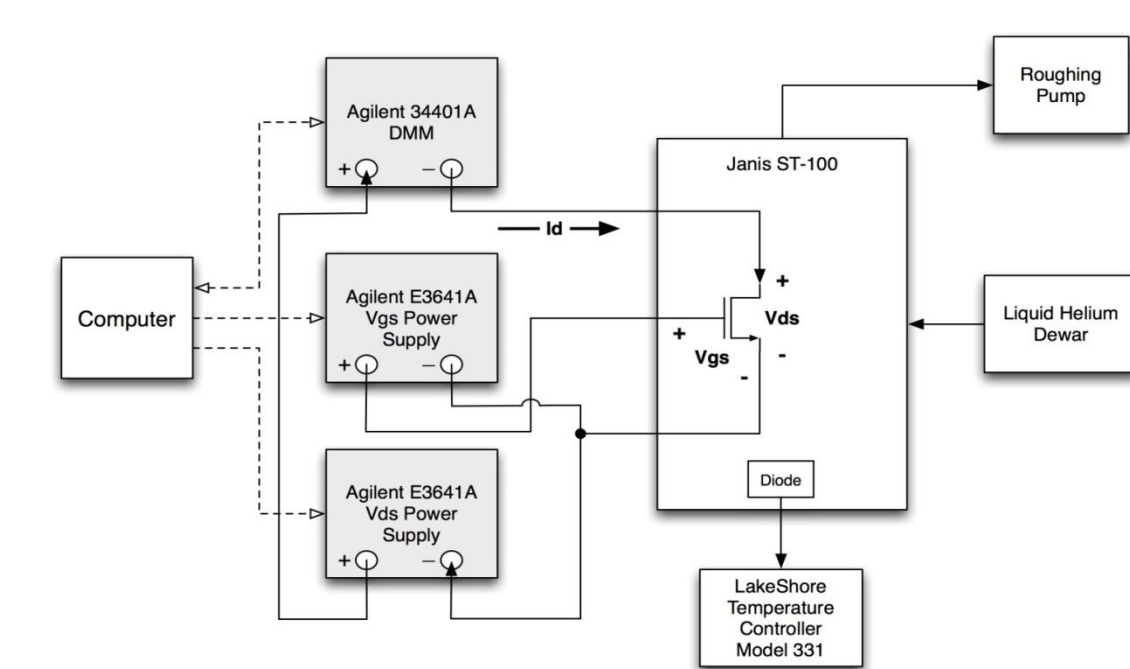 Roughing
Pump
Agilent 34401A
DMM
+ –
Janis ST-100
Id
Computer
Agilent E3641A
Vgs Power
Supply
+ –
+
Vds
-
+
Vgs
-
Liquid Helium
Dewar
Agilent E3641A
Vds Power
Supply
+ –
Diode
LakeShore
Temperature
Controller
Model 331